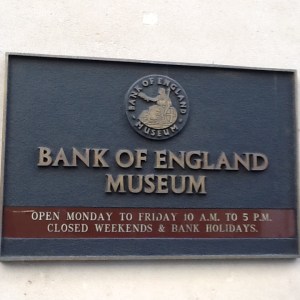 BANK OF ENGLAND
MUSEUM
BANK OF ENGLAND
MUSEUM
OPEN MONDAY TO FRIDAY 10 A.M. TO 5 P.M.
CLOSED WEEKENDS & BANK HOLIDAYS.